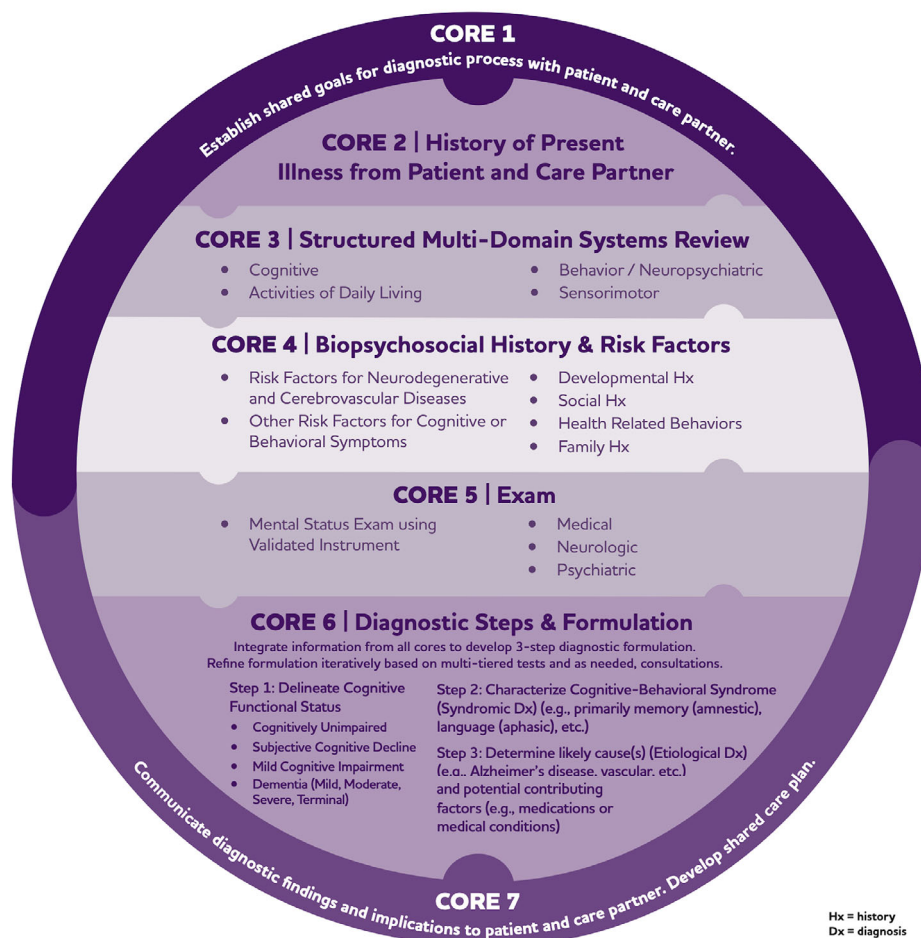 CORE 1
Establish shared goals for diagnostic process with patient and care partner.
CORE 2 | History of Present
Illness from Patient and Care Partner
CORE 3 | Structured Multi-Domain Systems Review
• Cognitive
• Activities of Daily Living
• Behavior / Neuropsychiatric
• Sensorimotor
CORE 4 | Biopsychosocial History & Risk Factors
• Risk Factors for Neurodegenerative
and Cerebrovascular Diseases
• Other Risk Factors for Cognitive or
Behavioral Symptoms
• Developmental Hx
• Social Hx
• Health Related Behaviors
• Family Hx
CORE 5 | Exam
• Mental Status Exam using
Validated Instrument
• Medical
• Neurologic
• Psychiatric
CORE 6 | Diagnostic Steps & Formulation
Integrate information from all cores to develop 3-step diagnostic formulation.
Refine formulation iteratively based on multi-tiered tests and as needed, consultations.
Step 1: Delineate Cognitive
Functional Status
• Cognitively Unimpaired
• Subjective Cognitive Decline
• Mild Cognitive Impairment
• Dementia (Mild, Moderate,
Severe, Terminal)
Step 2: Characterize Cognitive-Behavioral Syndrome
(Syndromic Dx) (e.g., primarily memory (amnestic),
language (aphasic), etc.)
Step 3: Determine likely cause(s) (Etiological Dx)
(e.g., Alzheimer's disease, vascular, etc.)
and potential contributing
factors (e.g., medications or
medical conditions)
CORE 7
Communicate diagnostic findings and implications to patient and care partner. Develop shared care plan.
Hx = history
Dx = diagnosis